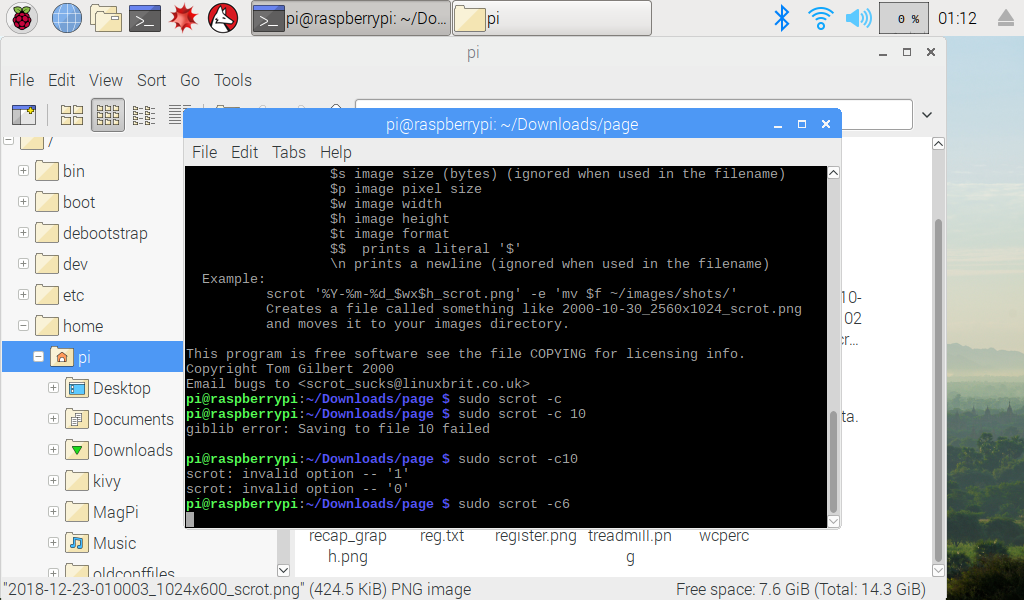 pi@raspberrypi: ~/Do...
pi
0 %
01:12
pi
File Edit View Sort Go Tools
/
bin
boot
debootstrap
dev
etc
home
pi
Desktop
Documents
Downloads
kivy
MagPi
Music
oldconffiles
pi@raspberrypi: ~/Downloads/page
File Edit Tabs Help
$s image size (bytes) (ignored when used in the filename)
$p image pixel size
$w image width
$h image height
$t image format
$$  prints a literal '$'
\n prints a newline (ignored when used in the filename)
Example:
scrot '%Y-%m-%d_$wx$h_scrot.png' -e 'mv $f ~/images/shots/'
Creates a file called something like 2000-10-30_2560x1024_scrot.png
and moves it to your images directory.
This program is free software see the file COPYING for licensing info.
Copyright Tom Gilbert 2000
Email bugs to <scrot_sucks@linuxbrit.co.uk>
pi@raspberrypi:~/Downloads/page $ sudo scrot -c
pi@raspberrypi:~/Downloads/page $ sudo scrot -c 10
giblib error: Saving to file 10 failed
pi@raspberrypi:~/Downloads/page $ sudo scrot -c10
scrot: invalid option -- '1'
scrot: invalid option -- '0'
pi@raspberrypi:~/Downloads/page $ sudo scrot -c6
10-
02
cr...
ta.
recap_grap
h.png
reg.txt
register.png
treadmill.pn
g
wcperc
"2018-12-23-010003_1024x600_scrot.png" (424.5 KiB) PNG image
Free space: 7.6 GiB (Total: 14.3 GiB)